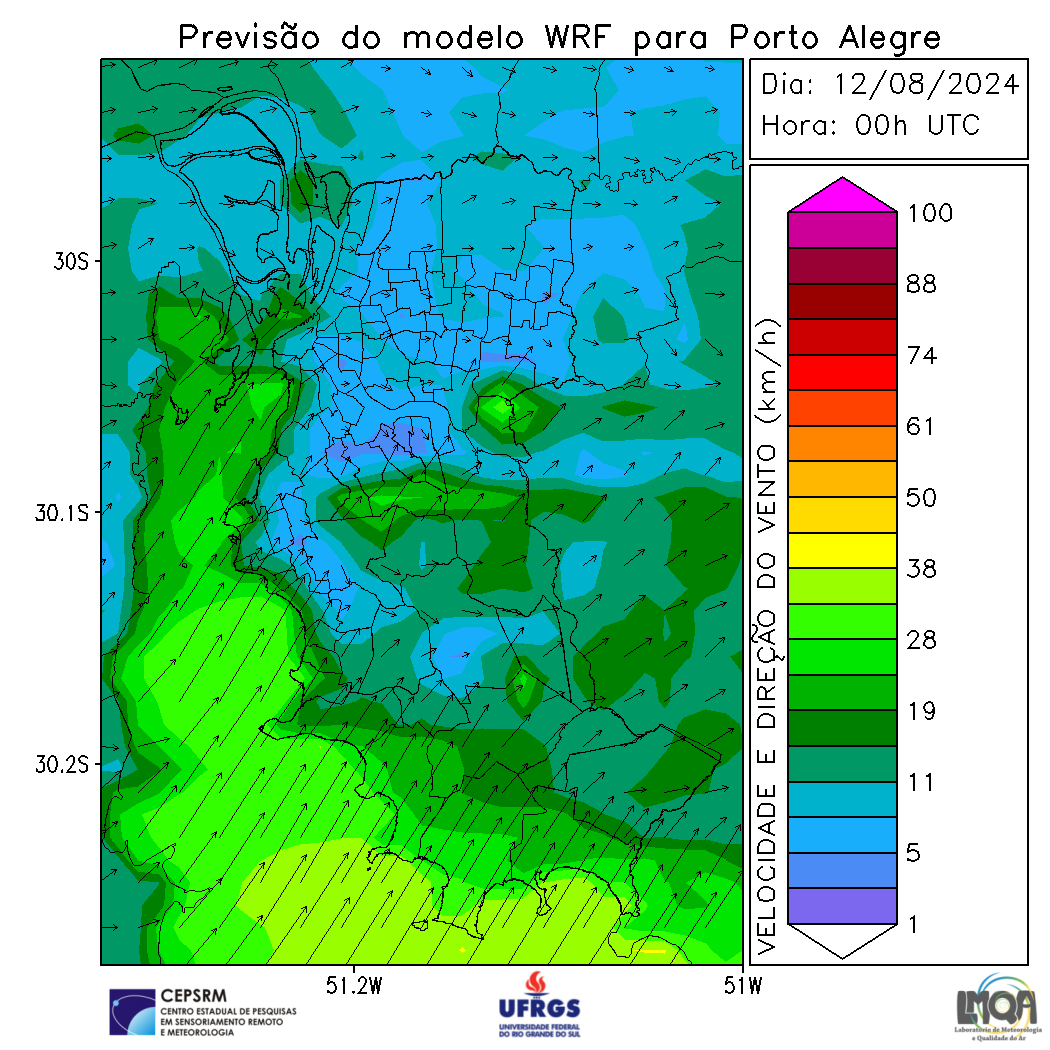 Previsão do modelo WRF para Porto Alegre
Dia: 12/08/2024
Hora: 00h UTC
30S
30.1S
30.2S
51.2W
51W
VELOCIDADE E DIREÇÃO DO VENTO (km/h)
100
88
74
61
50
38
28
19
11
5
1
CEPSRM
CENTRO ESTADUAL DE PESQUISAS
EM SENSORIAMENTO REMOTO
E METEOROLOGIA
UFRGS
UNIVERSIDADE FEDERAL
DO RIO GRANDE DO SUL
LMQA
Laboratório de Meteorologia
e Qualidade do Ar